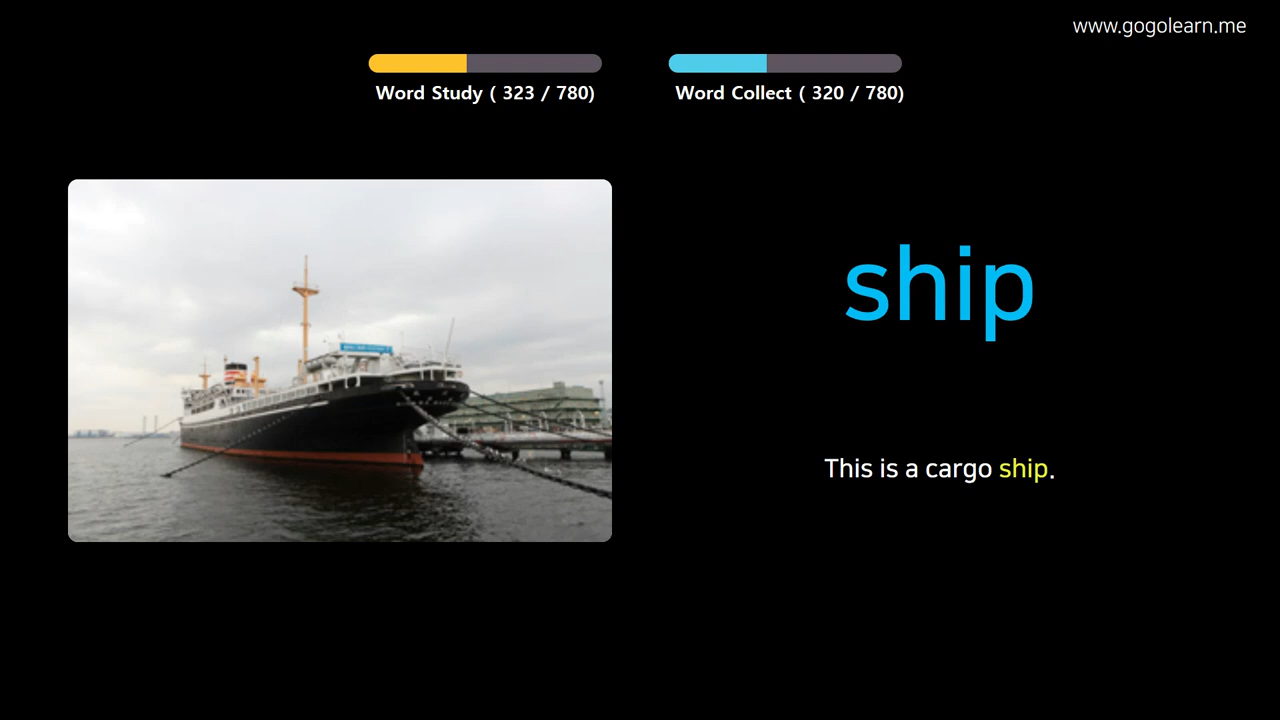 www.gogolearn.me
Word Study ( 323 / 780)
Word Collect ( 320 / 780)
ship
This is a cargo ship.